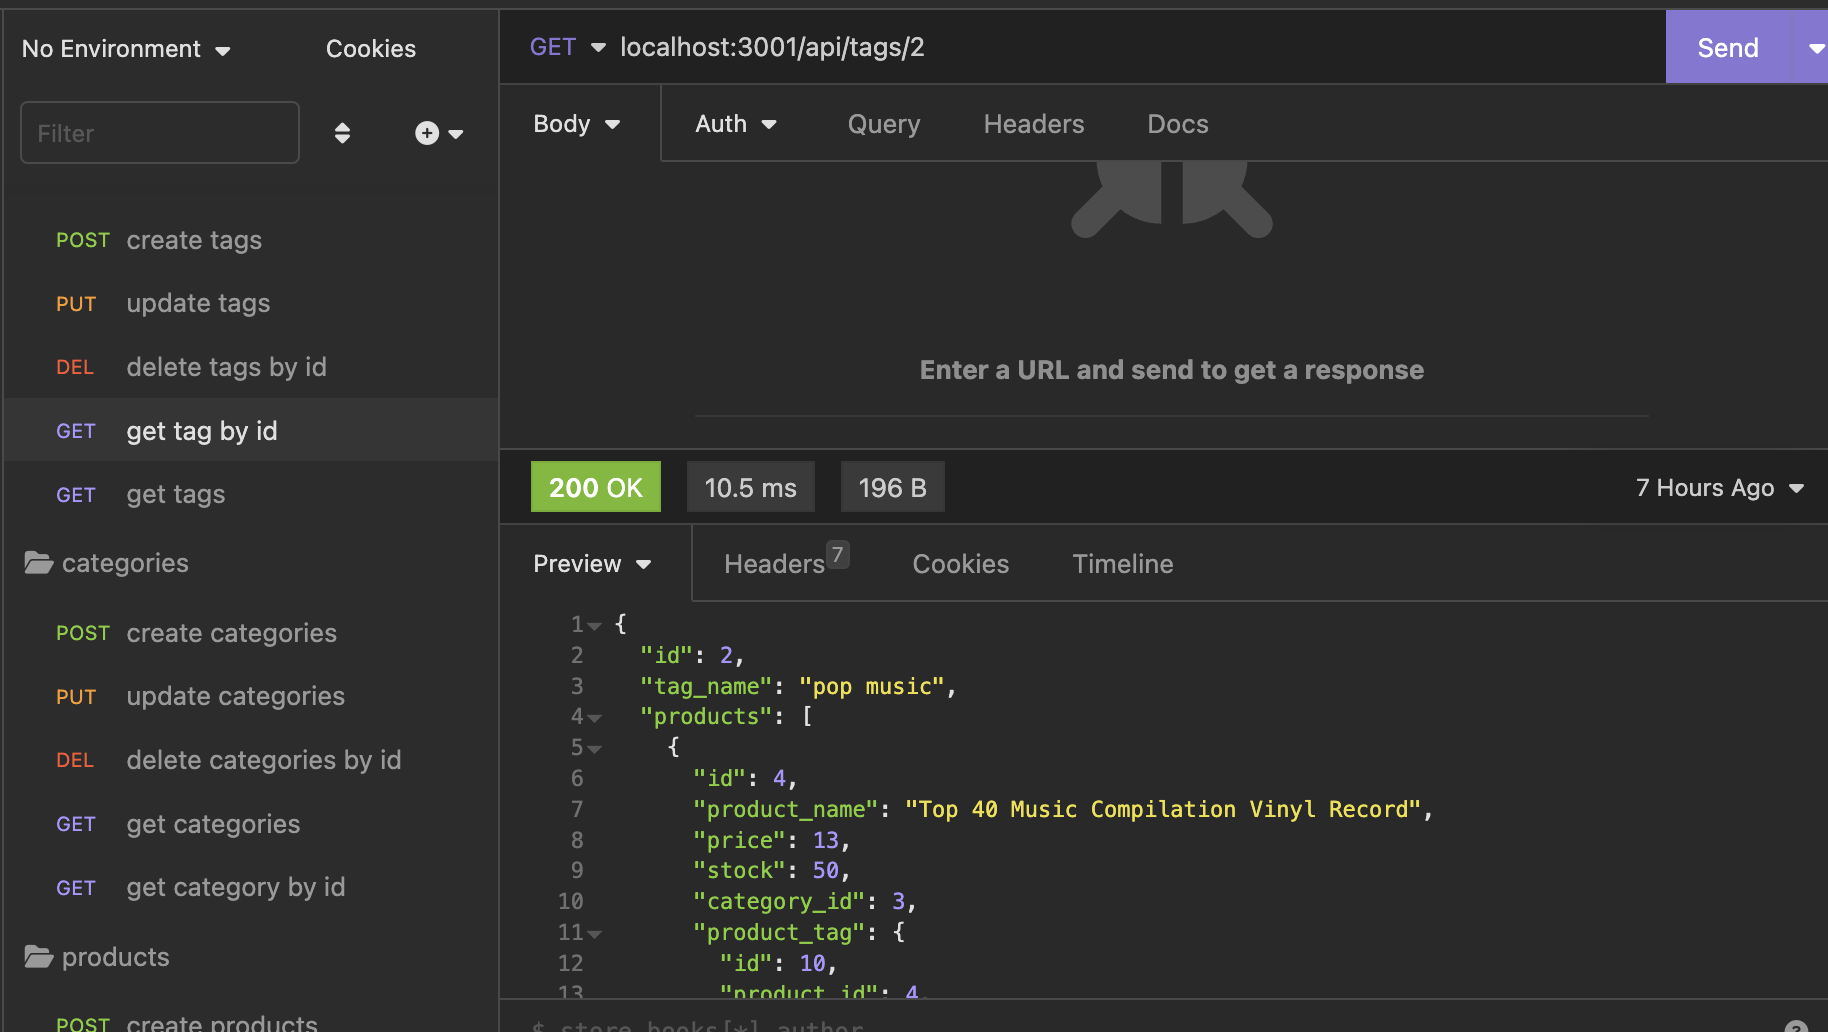 No Environment
Cookies
Filter
POST create tags
PUT update tags
DEL delete tags by id
GET get tag by id
GET get tags
categories
POST create categories
PUT update categories
DEL delete categories by id
GET get categories
GET get category by id
products
POST create products
GET localhost:3001/api/tags/2
Send
Body Auth Query Headers Docs
Enter a URL and send to get a response
200 OK 10.5 ms 196 B 7 Hours Ago
Preview Headers 7 Cookies Timeline
1 {
2 "id": 2,
3 "tag_name": "pop music",
4 "products": [
5 {
6 "id": 4,
7 "product_name": "Top 40 Music Compilation Vinyl Record",
8 "price": 13,
9 "stock": 50,
10 "category_id": 3,
11 "product_tag": {
12 "id": 10,
13 "product_id": 4,
$.store.books[*].author
?